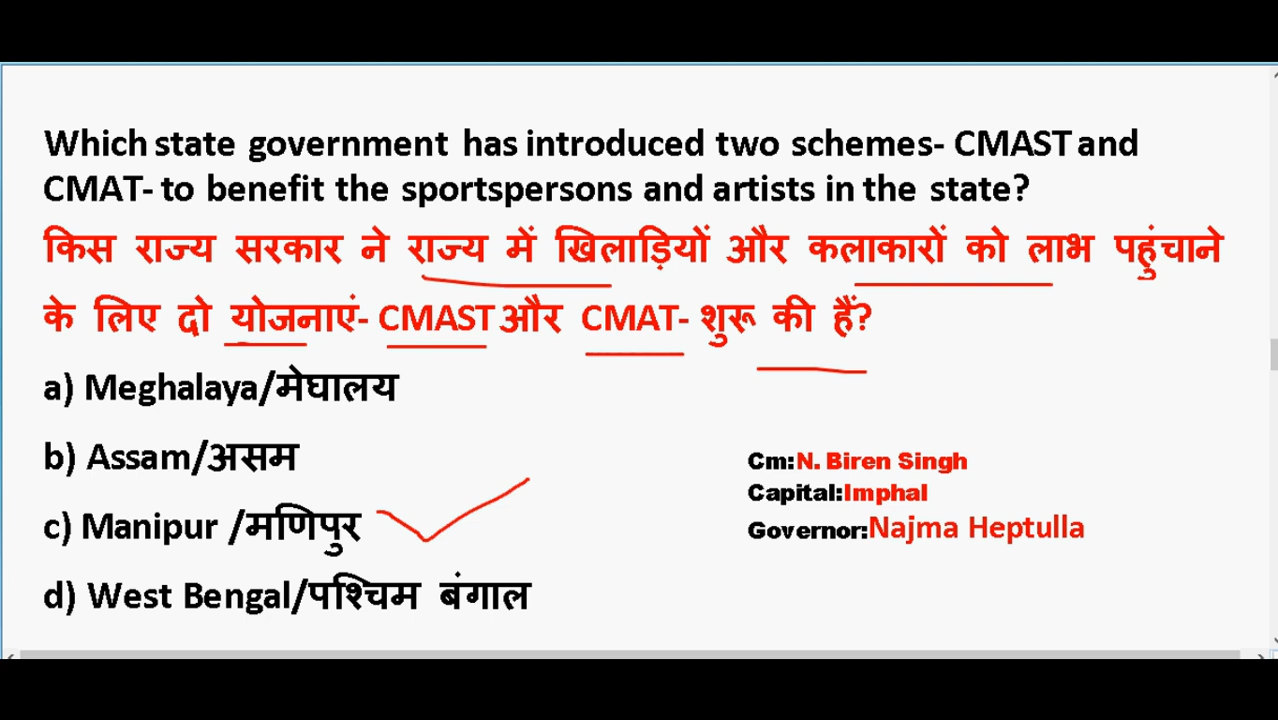 Which state government has introduced two schemes- CMAST and
CMAT- to benefit the sportspersons and artists in the state?
किस राज्य सरकार ने राज्य में खिलाड़ियों और कलाकारों को लाभ पहुंचाने
के लिए दो योजनाएं- CMAST और CMAT- शुरू की हैं?
a) Meghalaya/मेघालय
b) Assam/असम
c) Manipur /मणिपुर
d) West Bengal/पश्चिम बंगाल
Cm:N. Biren Singh
Capital:Imphal
Governor:Najma Heptulla